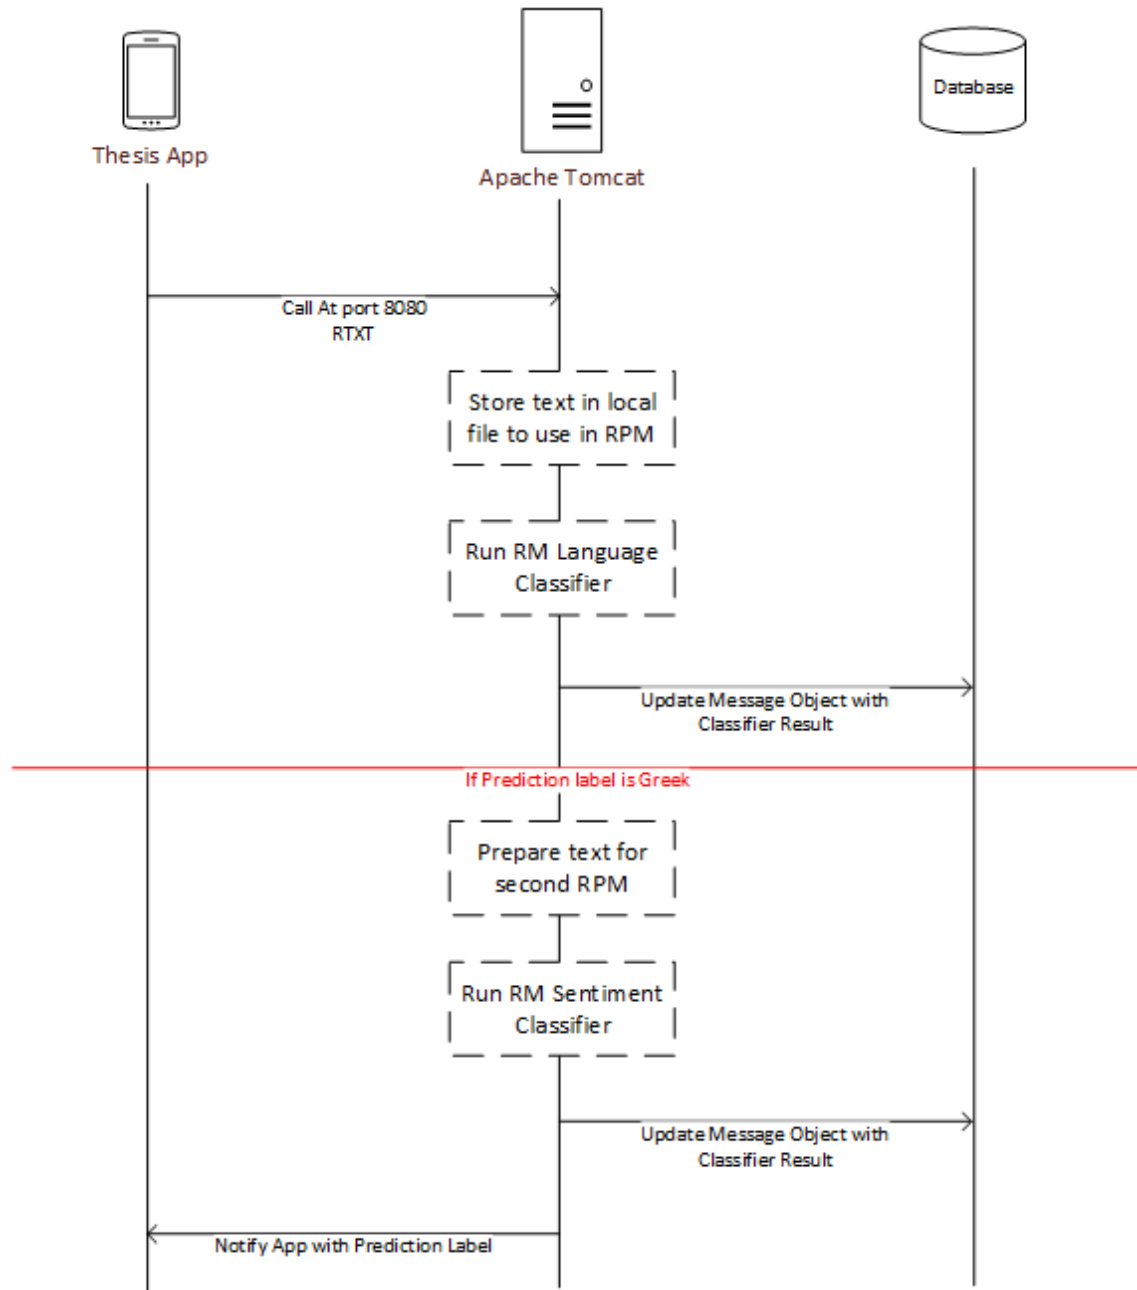 Database
Thesis App
Apache Tomcat
Call At port 8080
RTXT
Store text in local
file to use in RPM
Run RM Language
Classifier
Update Message Object with
Classifier Result
If Prediction label is Greek
Prepare text for
second RPM
Run RM Sentiment
Classifier
Update Message Object with
Classifier Result
Notify App with Prediction Label